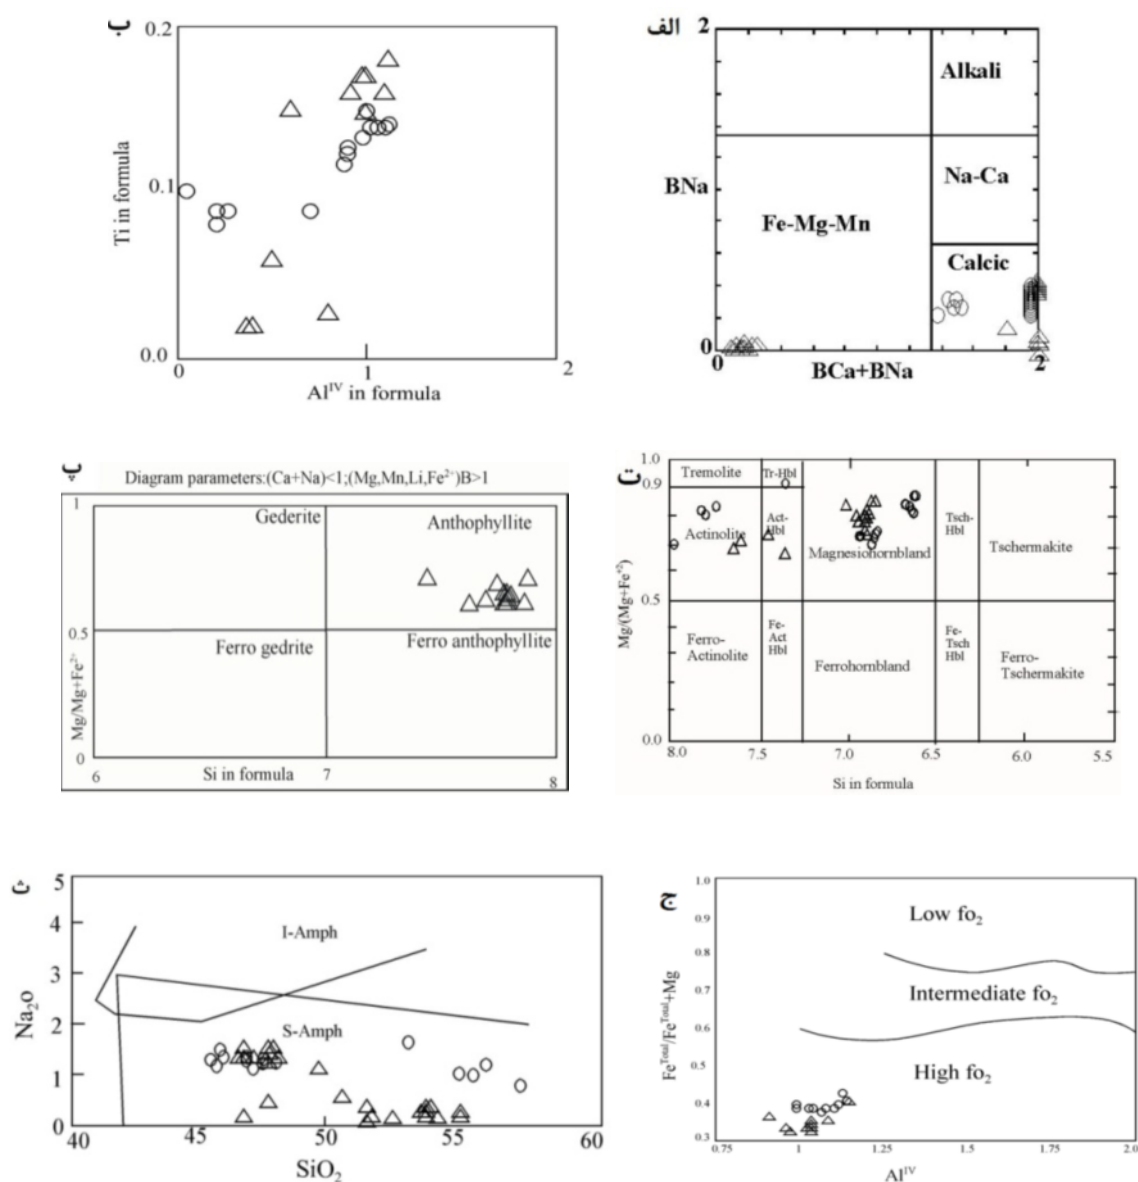 ب
0.2
0.1
0.0
Ti in formula
0
1
2
Al^IV in formula
الف
2
BNa
0
Alkali
Na-Ca
Fe-Mg-Mn
Calcic
0
2
BCa+BNa
پ
Diagram parameters:(Ca+Na)<1;(Mg,Mn,Li,Fe²⁺)B>1
1
0.5
0
Mg/Mg+Fe²⁺
Gederite
Anthophyllite
Ferro gedrite
Ferro anthophyllite
6
Si in formula
7
8
ت
1.0
0.9
0.5
0.0
Mg/(Mg+Fe⁺²)
Tremolite
Tr-Hbl
Actinolite
Act-
Hbl
Magnesiohornbland
Tsch-
Hbl
Tschermakite
Ferro-
Actinolite
Fe-
Act
Hbl
Ferrohornbland
Fe-
Tsch
Hbl
Ferro-
Tschermakite
8.0
7.5
7.0
6.5
6.0
5.5
Si in formula
5
4
3
2
1
0
Na₂o
I-Amph
S-Amph
40
45
50
55
60
SiO₂
ج
1.0
0.9
0.8
0.7
0.6
0.5
0.4
0.3
Fe^Total/Fe^Total+Mg
Low fo₂
Intermediate fo₂
High fo₂
0.75
1
1.25
1.5
1.75
2.0
Al^IV